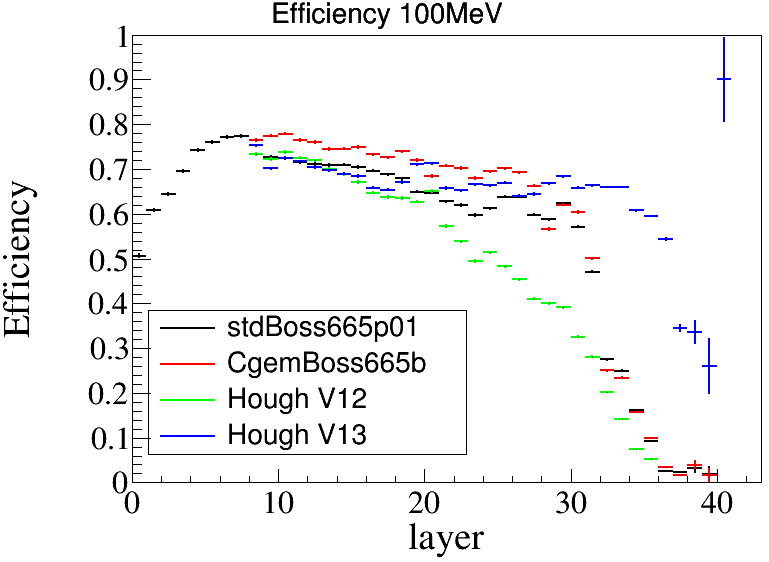 Efficiency 100MeV
Efficiency
1
0.9
0.8
0.7
0.6
0.5
0.4
0.3
0.2
0.1
0
stdBoss665p01
CgemBoss665b
Hough V12
Hough V13
0 10 20 30 40
layer